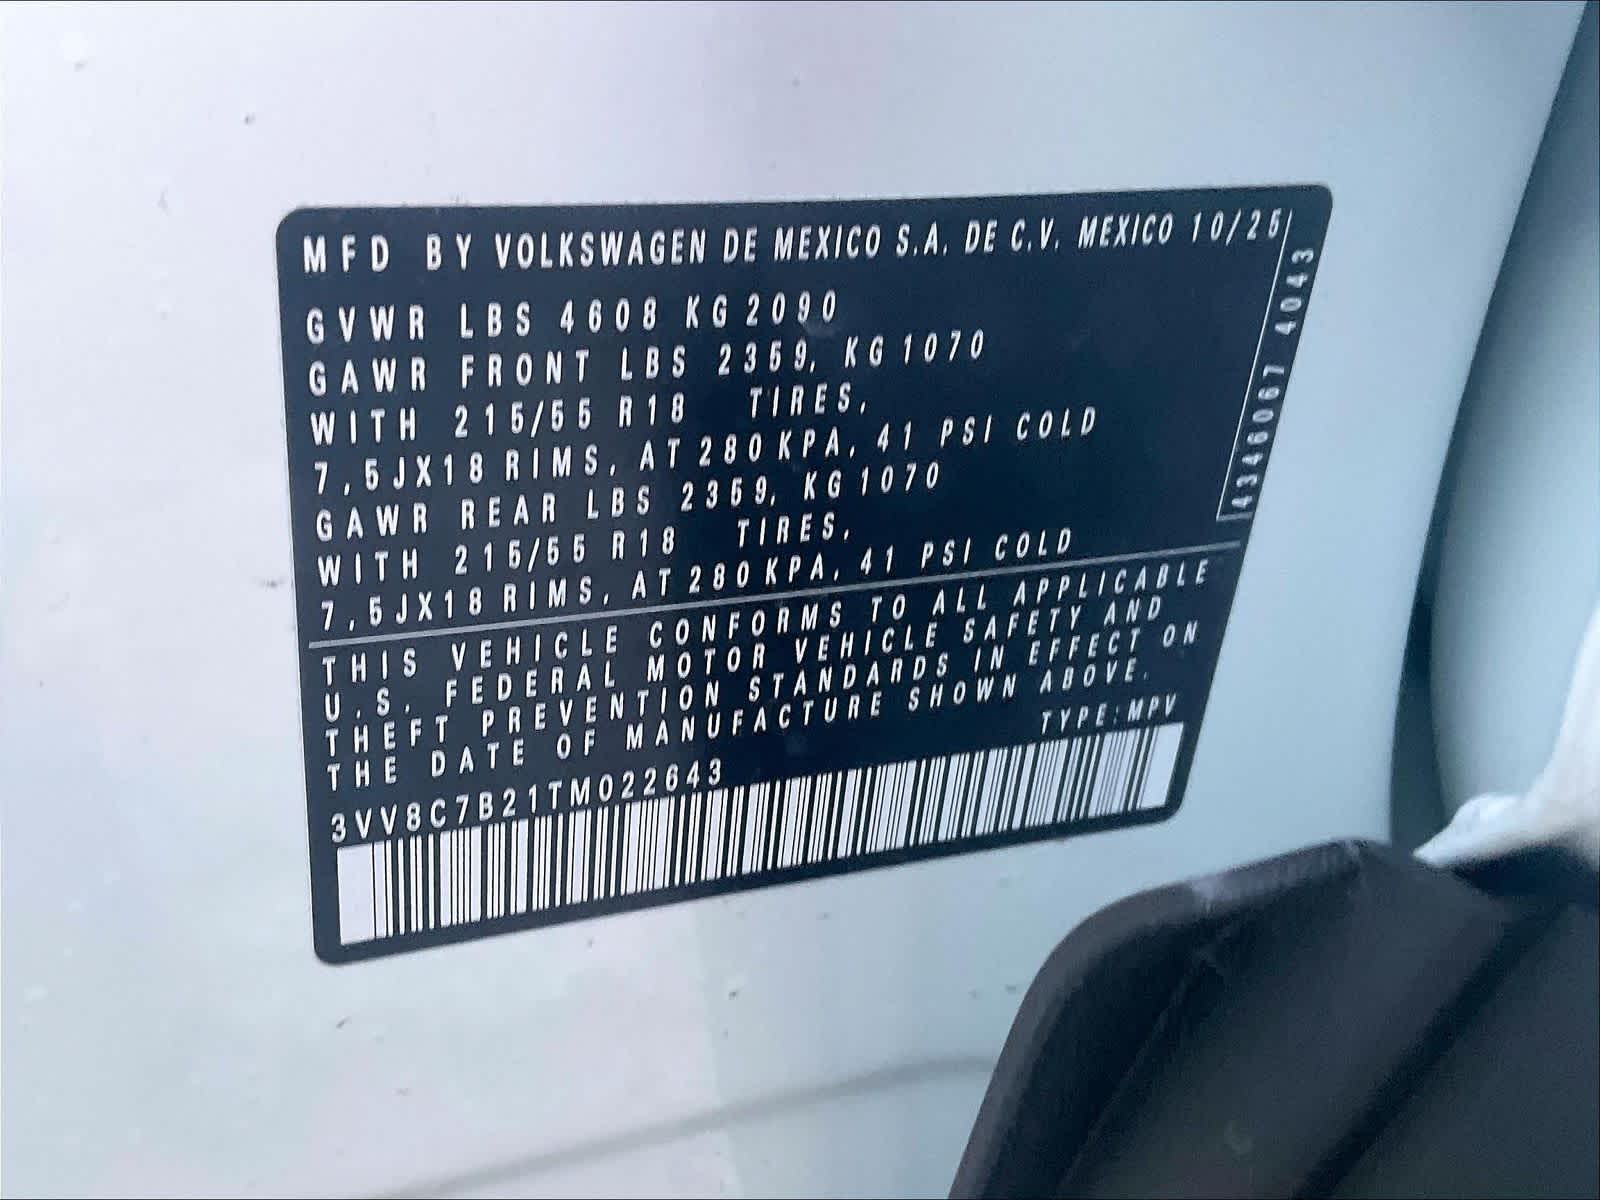 MFD BY VOLKSWAGEN DE MEXICO S.A. DE C.V. MEXICO 10/25
GVWR LBS 4608 KG 2090
GAWR FRONT LBS 2359, KG 1070
WITH 215/55 R18 TIRES,
7,5JX18 RIMS, AT 280 KPA, 41 PSI COLD
GAWR REAR LBS 2359, KG 1070
WITH 215/55 R18 TIRES,
7,5JX18 RIMS, AT 280 KPA, 41 PSI COLD
4346067 4043
THIS VEHICLE CONFORMS TO ALL APPLICABLE
U.S. FEDERAL MOTOR VEHICLE SAFETY AND
THEFT PREVENTION STANDARDS IN EFFECT ON
THE DATE OF MANUFACTURE SHOWN ABOVE.
TYPE:MPV
3VV8C7B21TM022643